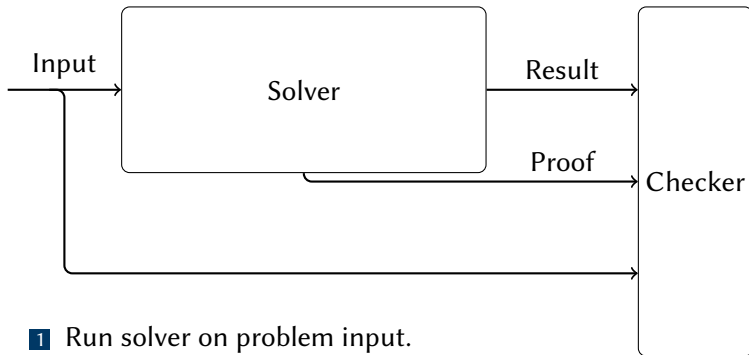 Input
Solver
Result
Proof
Checker
1 Run solver on problem input.